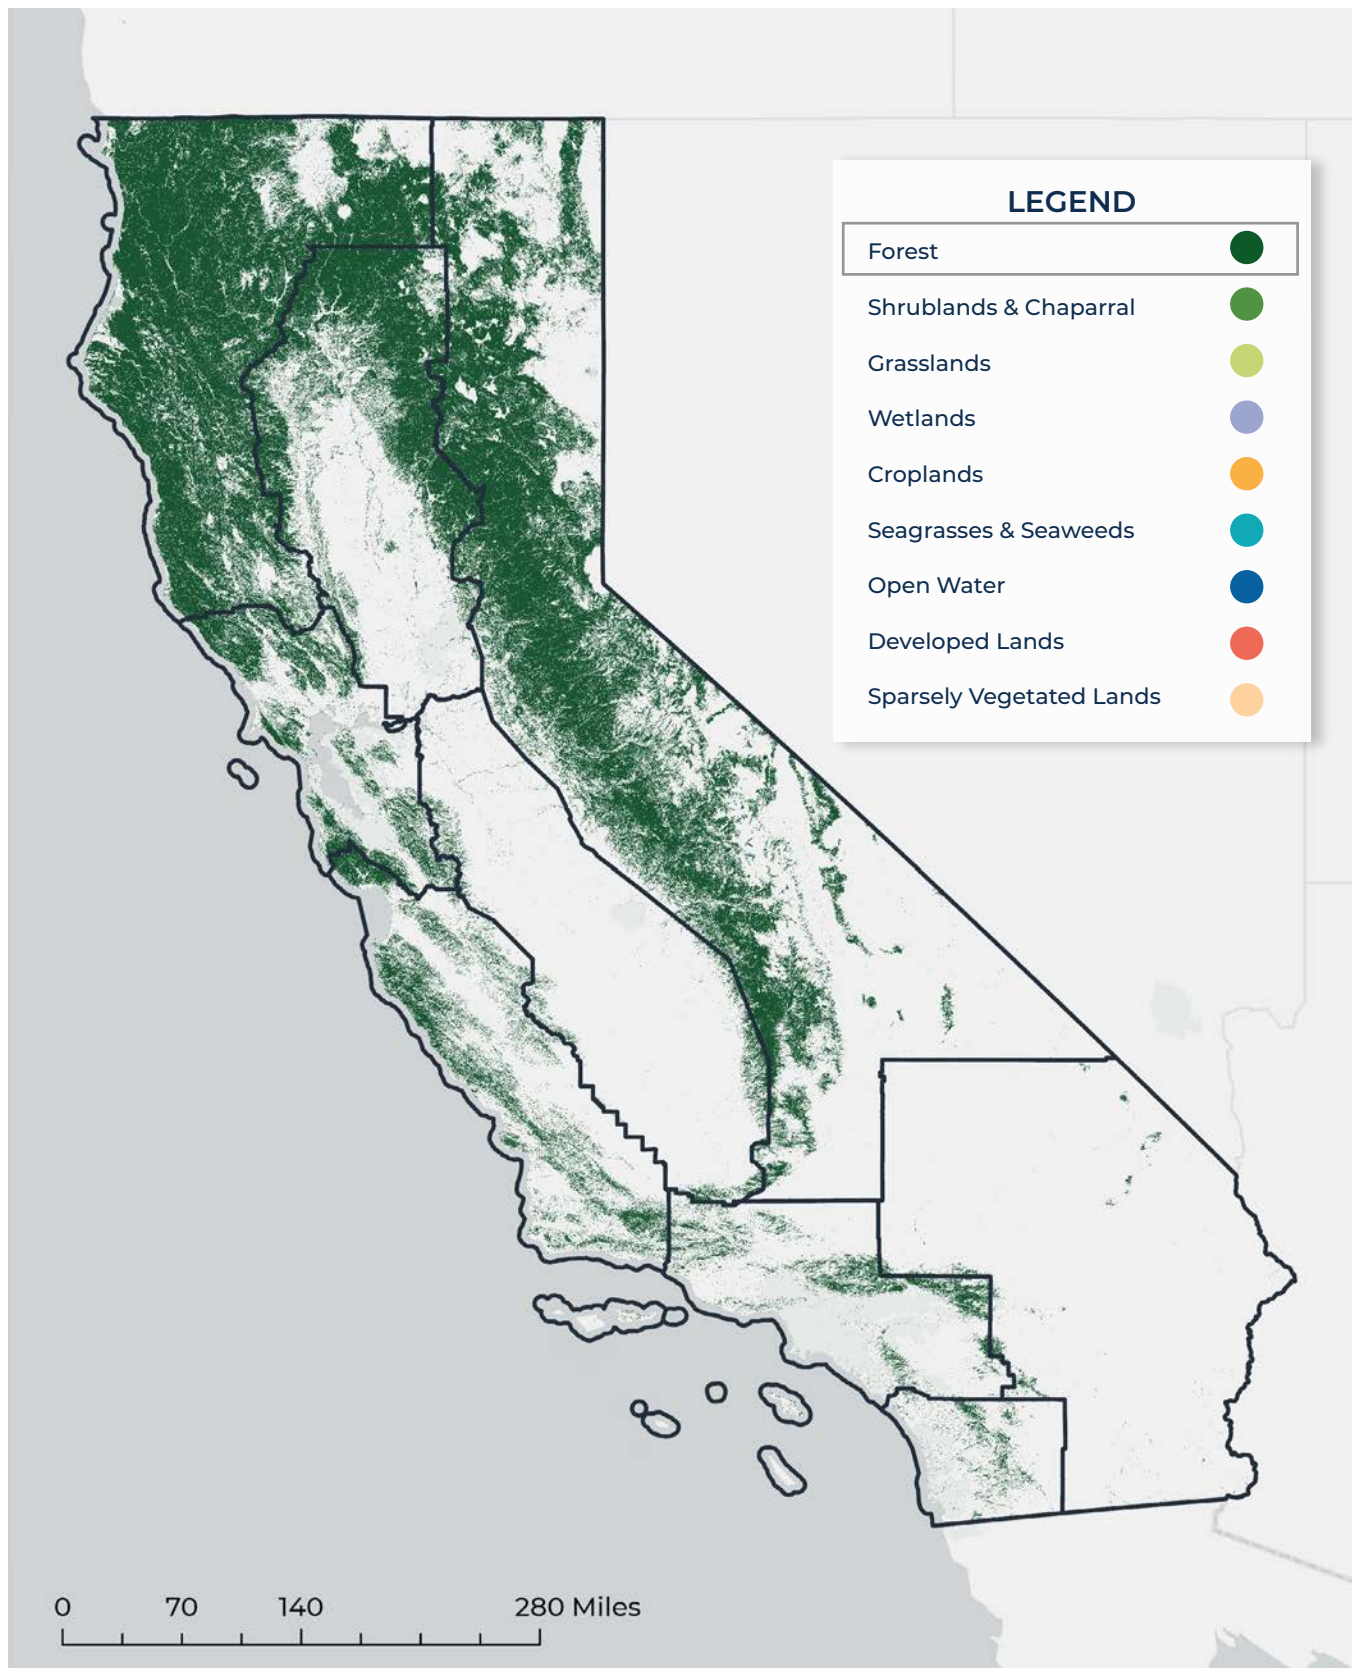 LEGEND
Forest
Shrublands & Chaparral
Grasslands
Wetlands
Croplands
Seagrasses & Seaweeds
Open Water
Developed Lands
Sparsely Vegetated Lands
0 70 140 280 Miles